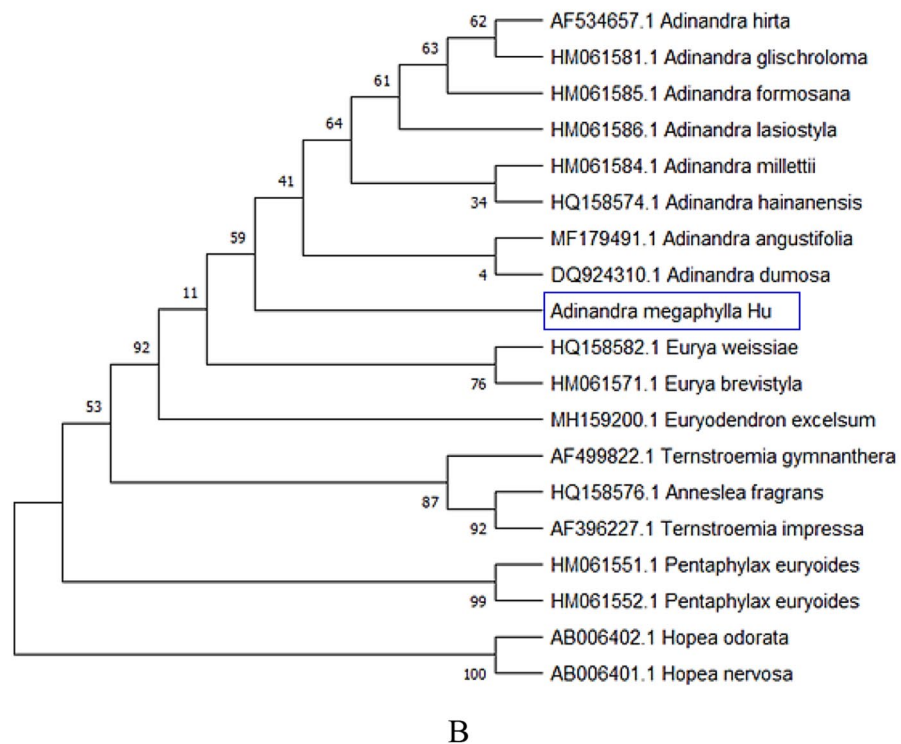 62
AF534657.1 Adinandra hirta
63
HM061581.1 Adinandra glischroloma
61
HM061585.1 Adinandra formosana
64
HM061586.1 Adinandra lasiostyla
HM061584.1 Adinandra millettii
41
34
HQ158574.1 Adinandra hainanensis
59
MF179491.1 Adinandra angustifolia
4
DQ924310.1 Adinandra dumosa
11
Adinandra megaphylla Hu
92
HQ158582.1 Eurya weissiae
76
HM061571.1 Eurya brevistyla
53
MH159200.1 Euryodendron excelsum
AF499822.1 Ternstroemia gymnanthera
87
HQ158576.1 Anneslea fragrans
92
AF396227.1 Ternstroemia impressa
HM061551.1 Pentaphylax euryoides
99
HM061552.1 Pentaphylax euryoides
AB006402.1 Hopea odorata
100
AB006401.1 Hopea nervosa
B